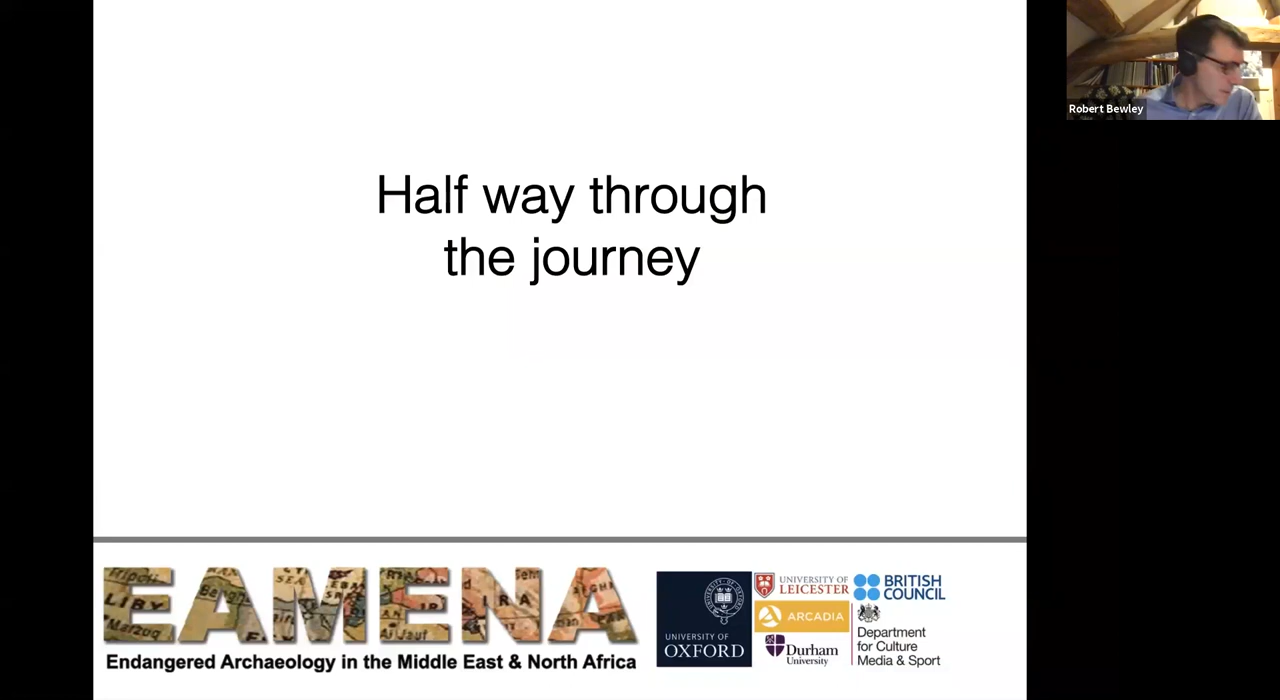 Half way through
the journey
Robert Bewley
EAMENA
Endangered Archaeology in the Middle East & North Africa
UNIVERSITY OF
OXFORD
UNIVERSITY OF
LEICESTER
ARCADIA
Durham
University
BRITISH
COUNCIL
Department
for Culture
Media & Sport